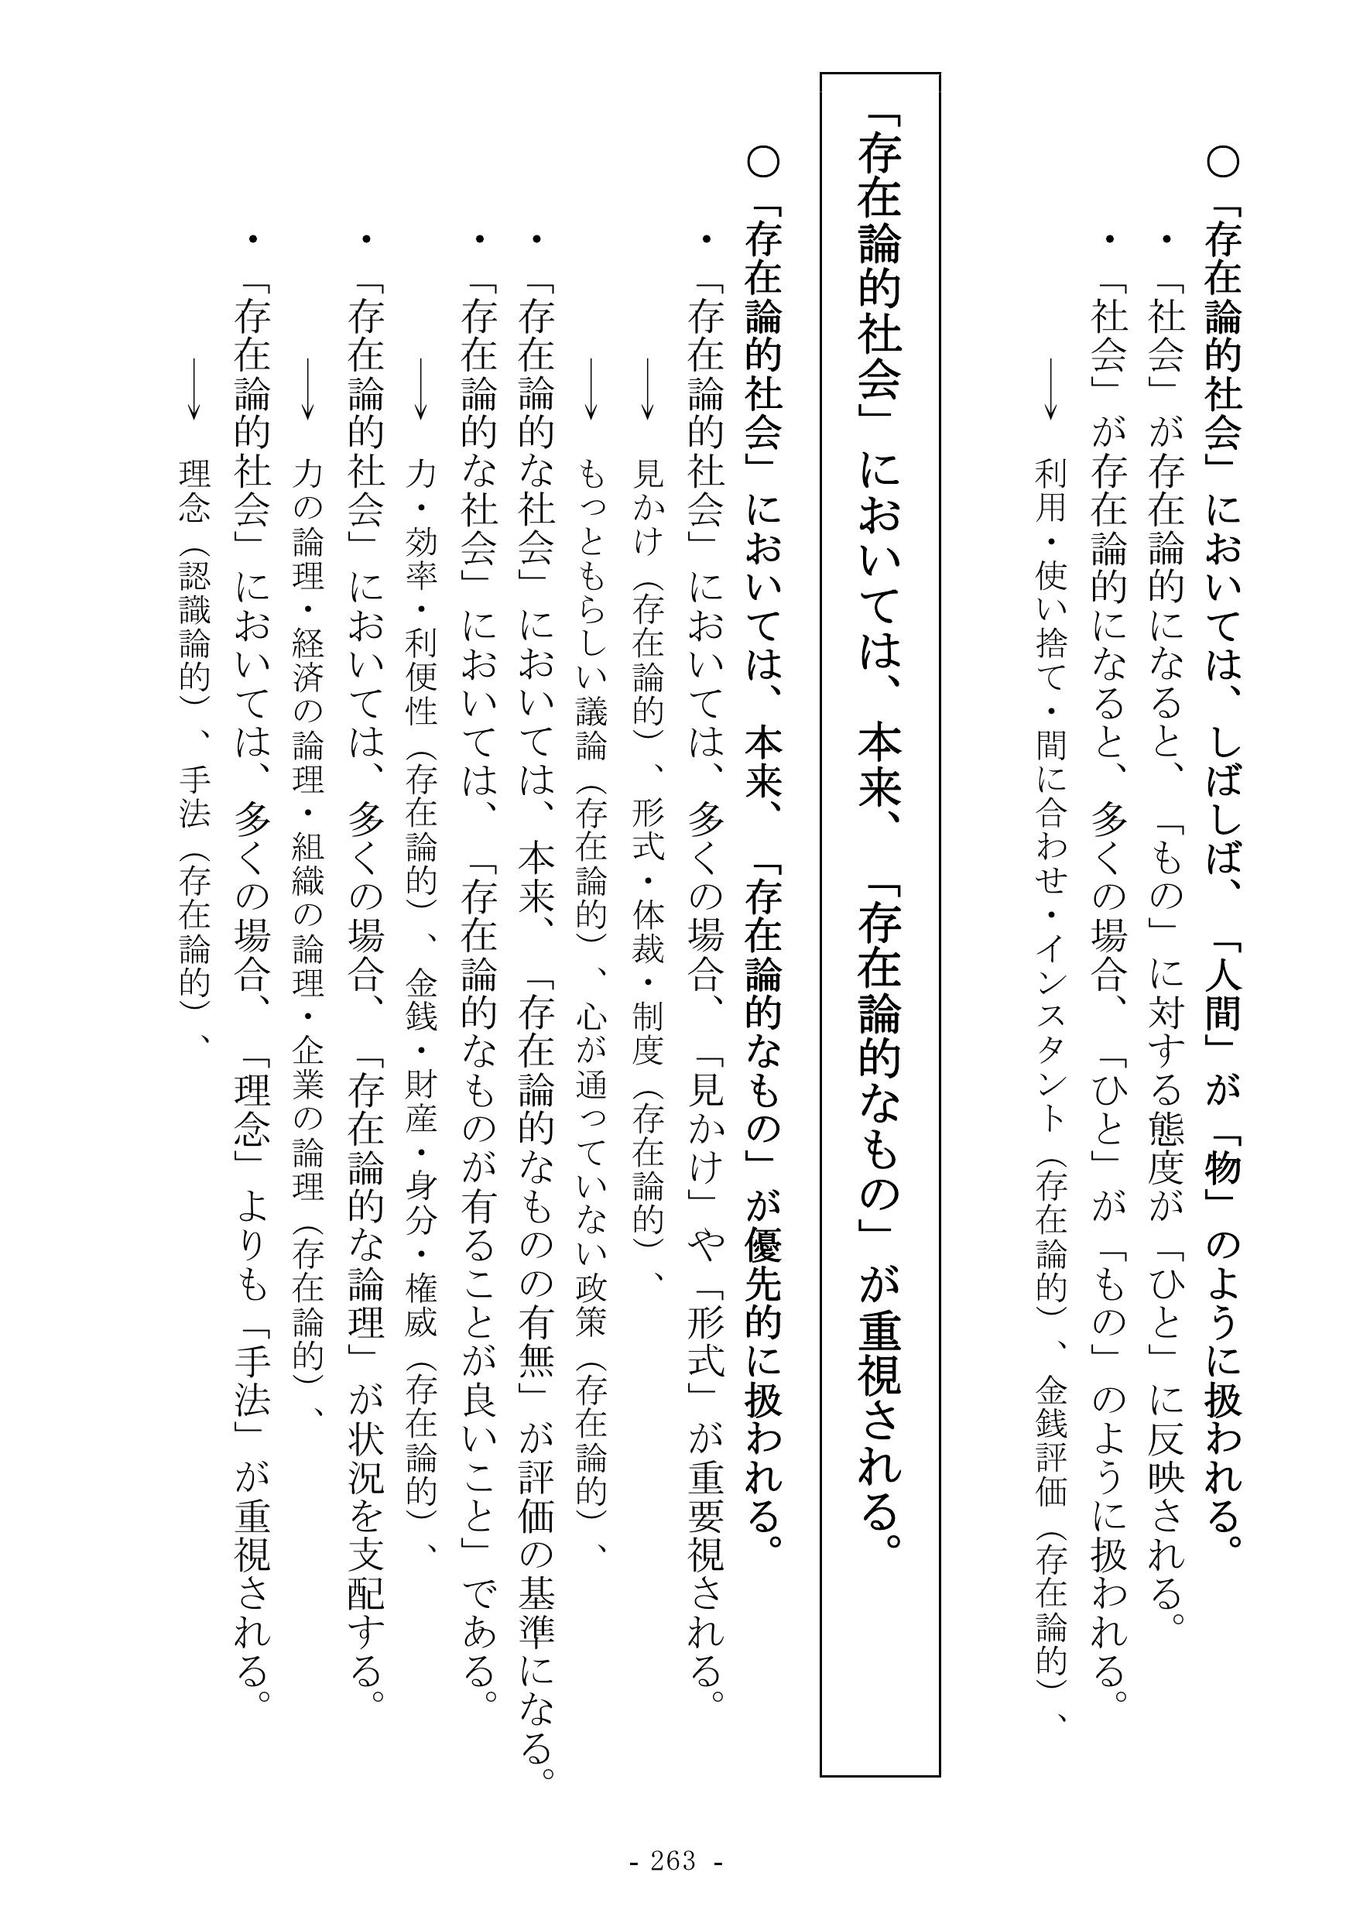 ○「存在論的社会」においては、しばしば、「人間」が「物」のように扱われる。
・「社会」が存在論的になると、「もの」に対する態度が「ひと」に反映される。
・「社会」が存在論的になると、多くの場合、「ひと」が「もの」のように扱われる。
→ 利用・使い捨て・間に合わせ・インスタント（存在論的）、金銭評価（存在論的）、
「存在論的社会」においては、本来、「存在論的なもの」が重視される。
○「存在論的社会」においては、本来、「存在論的なもの」が優先的に扱われる。
・「存在論的社会」においては、多くの場合、「見かけ」や「形式」が重要視される。
→ 見かけ（存在論的）、形式・体裁・制度（存在論的）、
→ もっともらしい議論（存在論的）、心が通っていない政策（存在論的）、
・「存在論的な社会」においては、本来、「存在論的なものの有無」が評価の基準になる。
・「存在論的な社会」においては、「存在論的なものが有ることが良いこと」である。
→ 力・効率・利便性（存在論的）、金銭・財産・身分・権威（存在論的）、
・「存在論的社会」においては、多くの場合、「存在論的な論理」が状況を支配する。
→ 力の論理・経済の論理・組織の論理・企業の論理（存在論的）、
・「存在論的社会」においては、多くの場合、「理念」よりも「手法」が重視される。
→ 理念（認識論的）、手法（存在論的）、
- 263 -